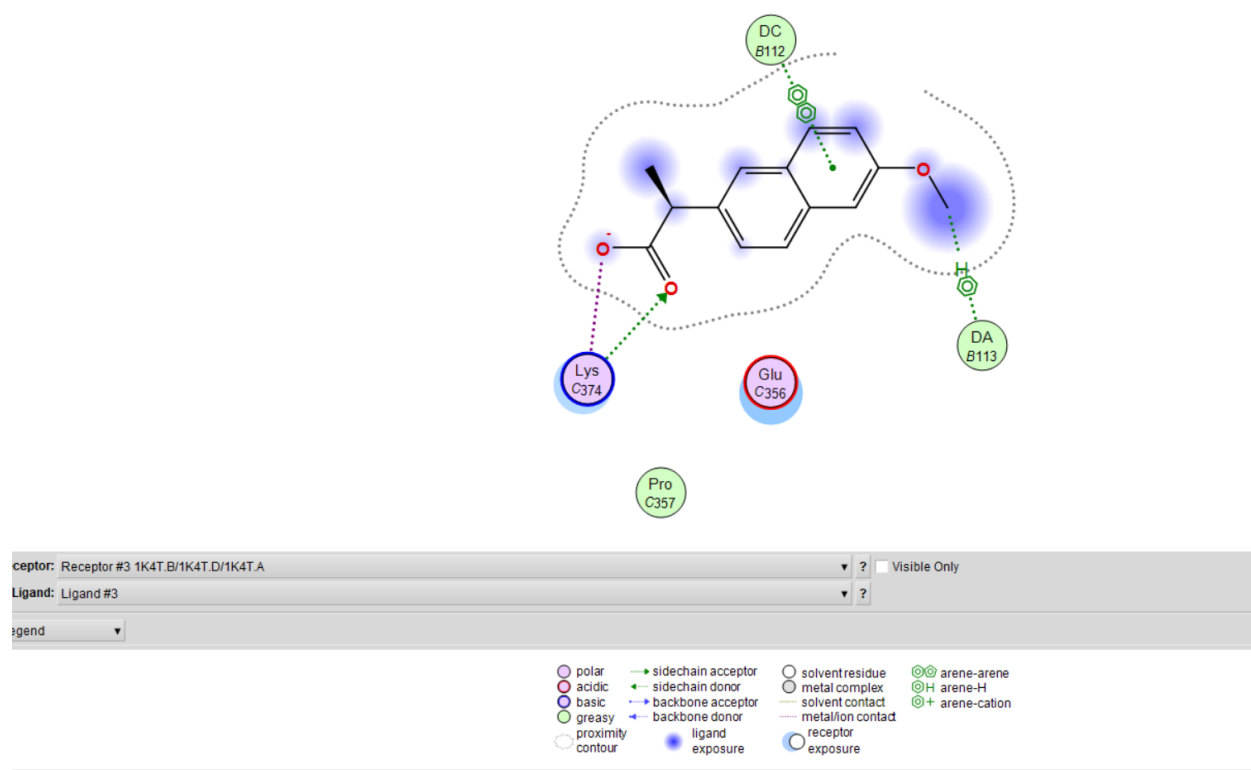 DC
B112
O
H
O-
O
DA
B113
Lys
C374
Glu
C356
Pro
C357
ceptor: Receptor #3 1K4T.B/1K4T.D/1K4T.A ▼ ? Visible Only
Ligand: Ligand #3 ▼ ?
egend ▼
polar sidechain acceptor solvent residue arene-arene
acidic sidechain donor metal complex H arene-H
basic backbone acceptor solvent contact + arene-cation
greasy backbone donor metal/ion contact
proximity ligand receptor
contour exposure exposure